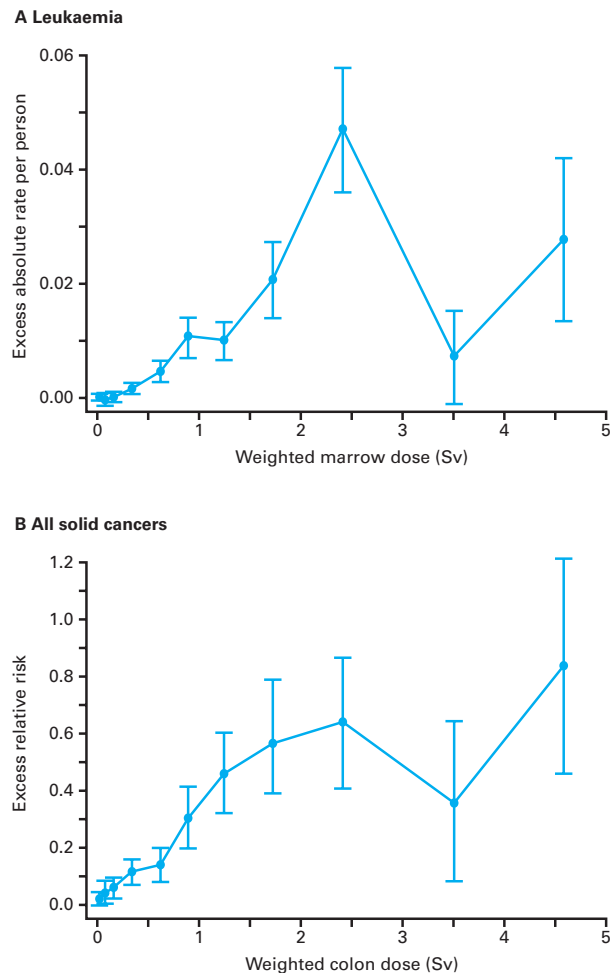 A Leukaemia
0.06
0.04
0.02
0.00
Excess absolute rate per person
0 1 2 3 4 5
Weighted marrow dose (Sv)
B All solid cancers
1.2
1.0
0.8
0.6
0.4
0.2
0.0
Excess relative risk
0 1 2 3 4 5
Weighted colon dose (Sv)